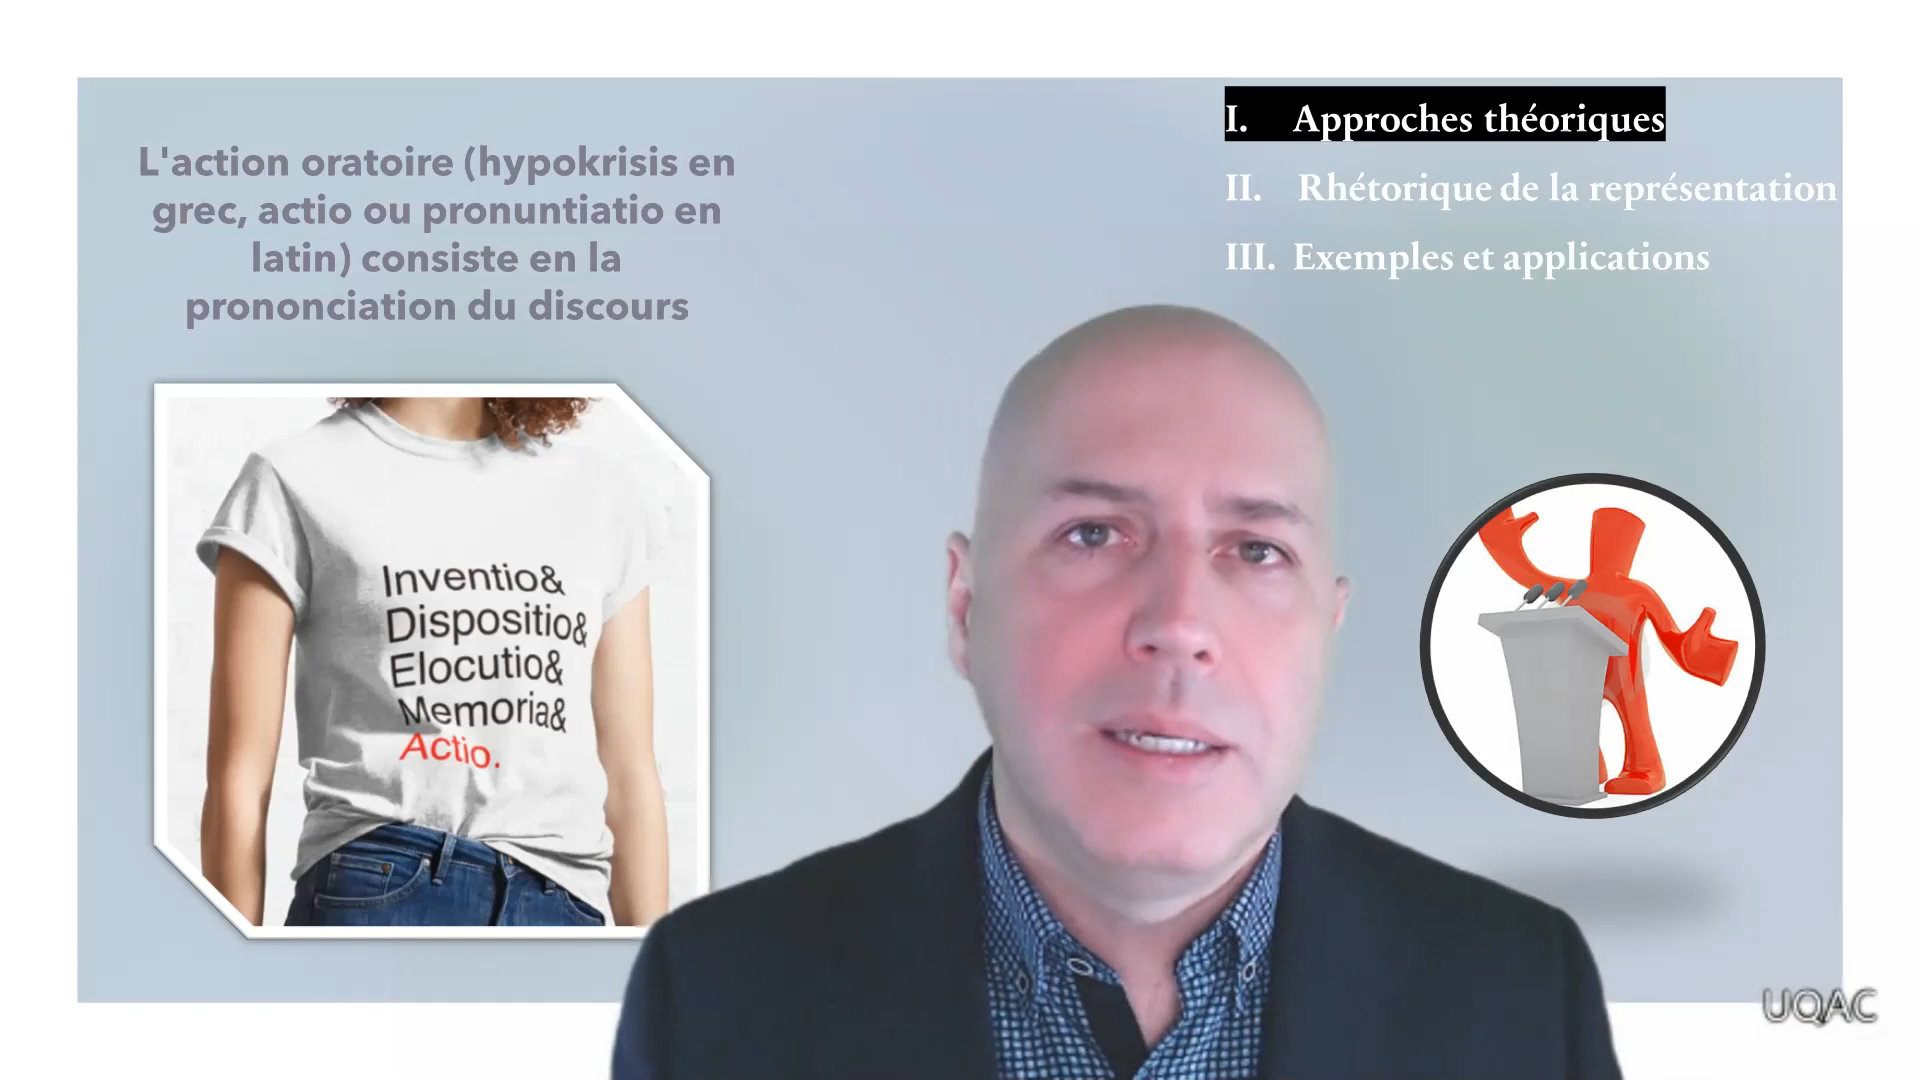 L'action oratoire (hypokrisis en
grec, actio ou pronuntiatio en
latin) consiste en la
prononciation du discours
I. Approches théoriques
II. Rhétorique de la représentation
III. Exemples et applications
Inventio&
Dispositio&
Elocutio&
Memoria&
Actio.
UQAC